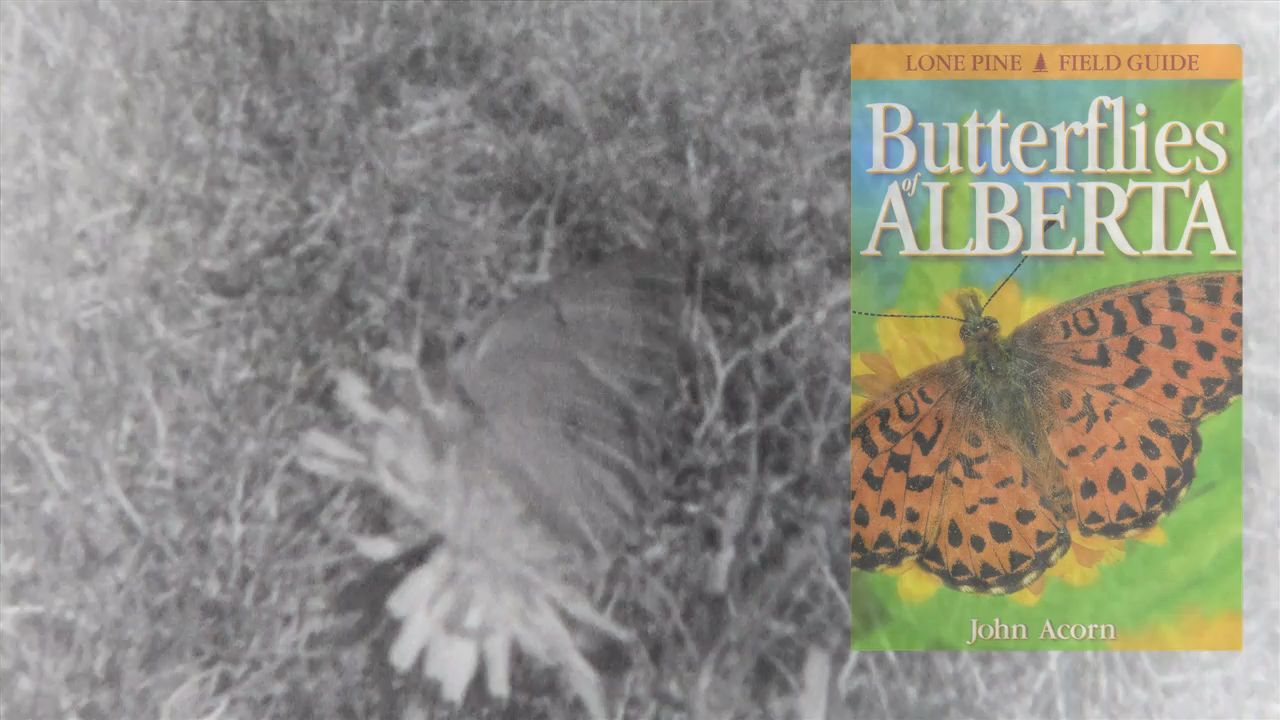 LONE PINE FIELD GUIDE
Butterflies
of
ALBERTA
John Acorn